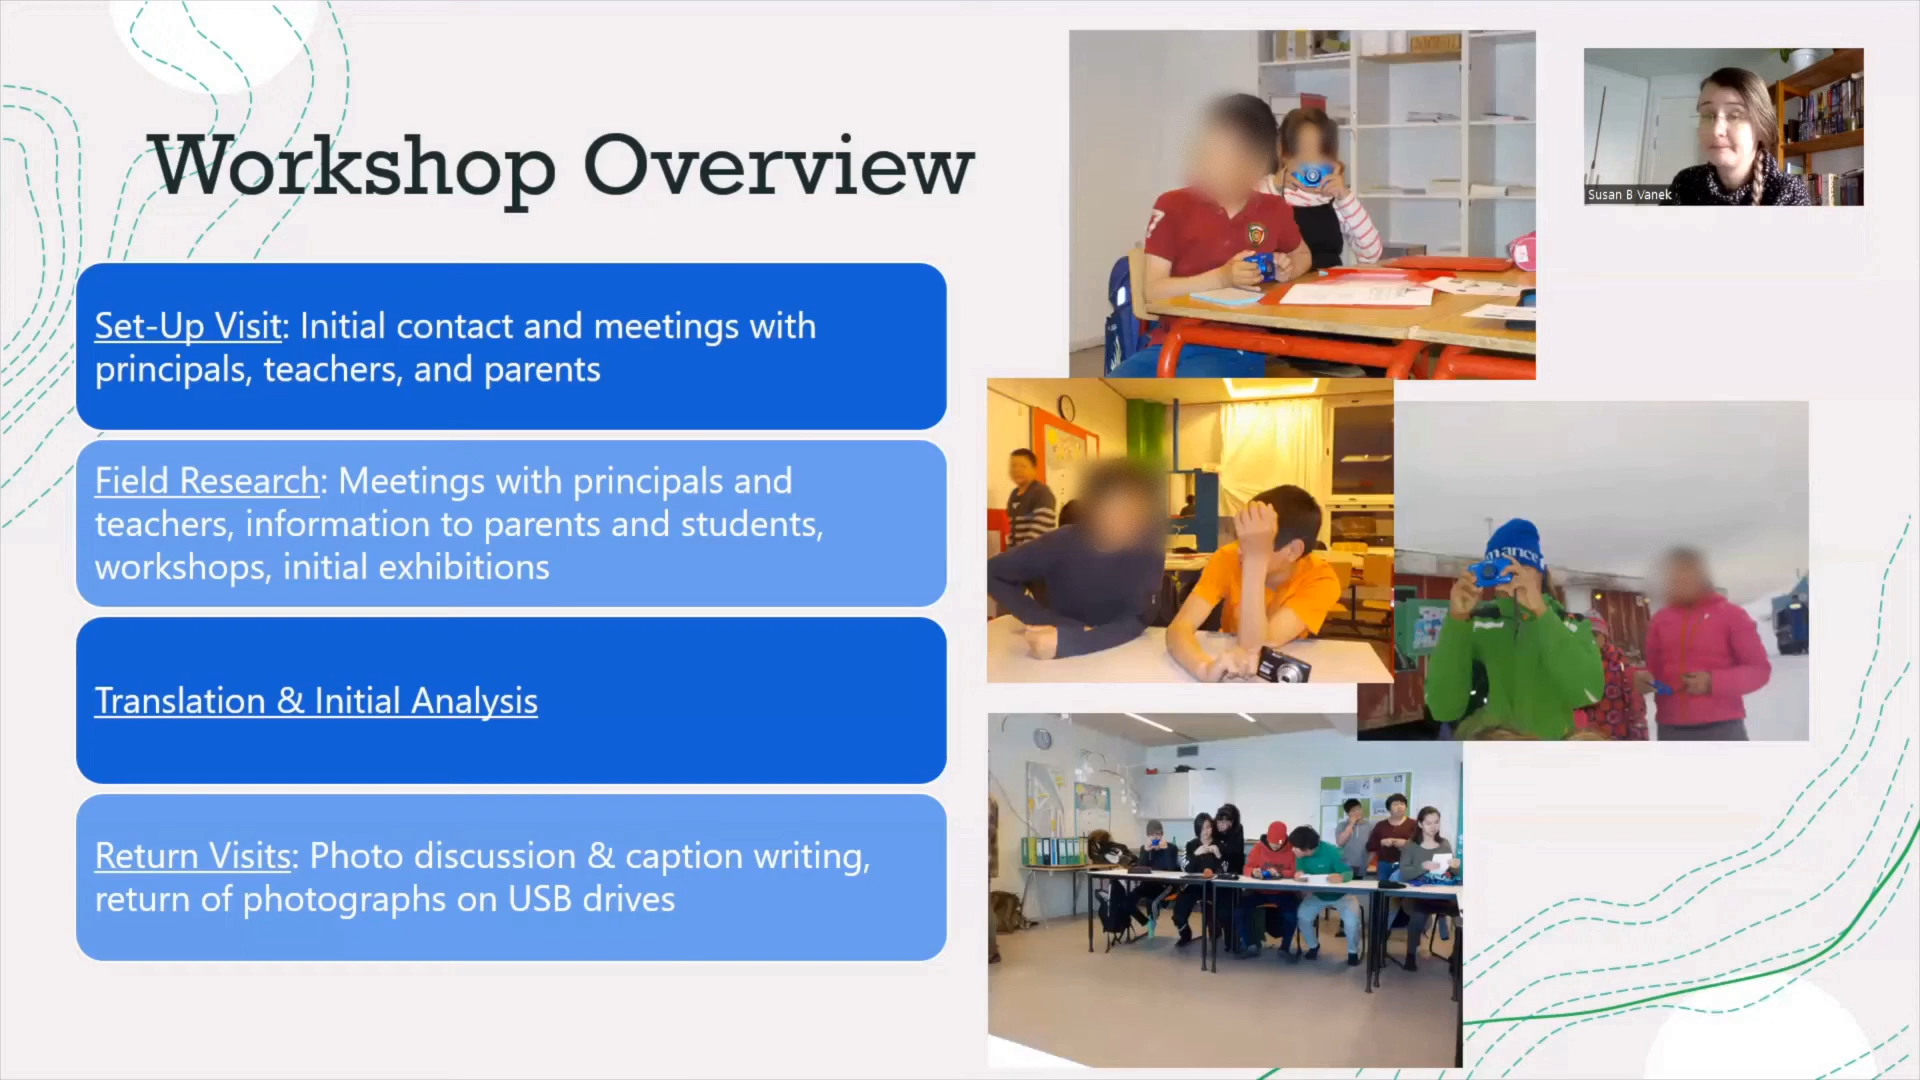 Workshop Overview
Susan B Vanek
Set-Up Visit: Initial contact and meetings with
principals, teachers, and parents
Field Research: Meetings with principals and
teachers, information to parents and students,
workshops, initial exhibitions
Translation & Initial Analysis
Return Visits: Photo discussion & caption writing,
return of photographs on USB drives